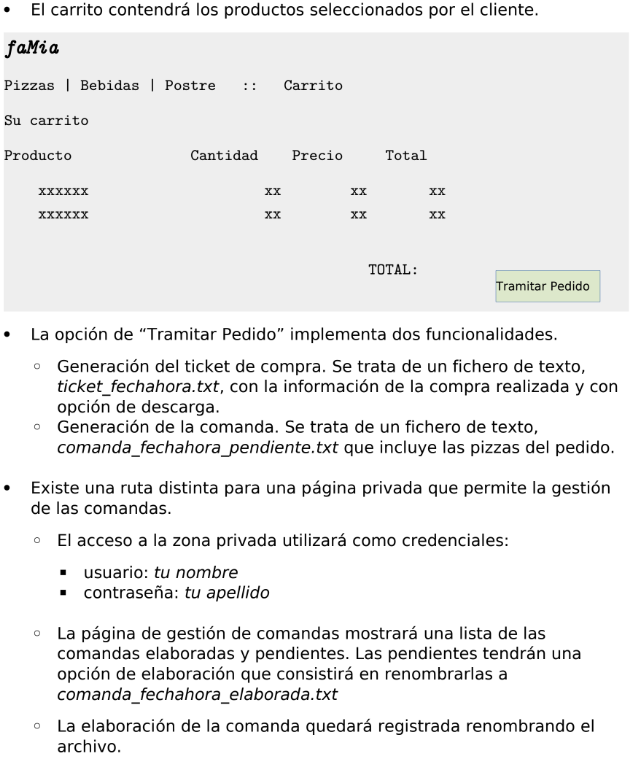 • El carrito contendrá los productos seleccionados por el cliente.
faMia
Pizzas | Bebidas | Postre :: Carrito
Su carrito
Producto Cantidad Precio Total
xxxxxx xx xx xx
xxxxxx xx xx xx
TOTAL:
Tramitar Pedido
• La opción de “Tramitar Pedido” implementa dos funcionalidades.
◦ Generación del ticket de compra. Se trata de un fichero de texto,
ticket_fechahora.txt, con la información de la compra realizada y con
opción de descarga.
◦ Generación de la comanda. Se trata de un fichero de texto,
comanda_fechahora_pendiente.txt que incluye las pizzas del pedido.
• Existe una ruta distinta para una página privada que permite la gestión
de las comandas.
◦ El acceso a la zona privada utilizará como credenciales:
▪ usuario: tu nombre
▪ contraseña: tu apellido
◦ La página de gestión de comandas mostrará una lista de las
comandas elaboradas y pendientes. Las pendientes tendrán una
opción de elaboración que consistirá en renombrarlas a
comanda_fechahora_elaborada.txt
◦ La elaboración de la comanda quedará registrada renombrando el
archivo.